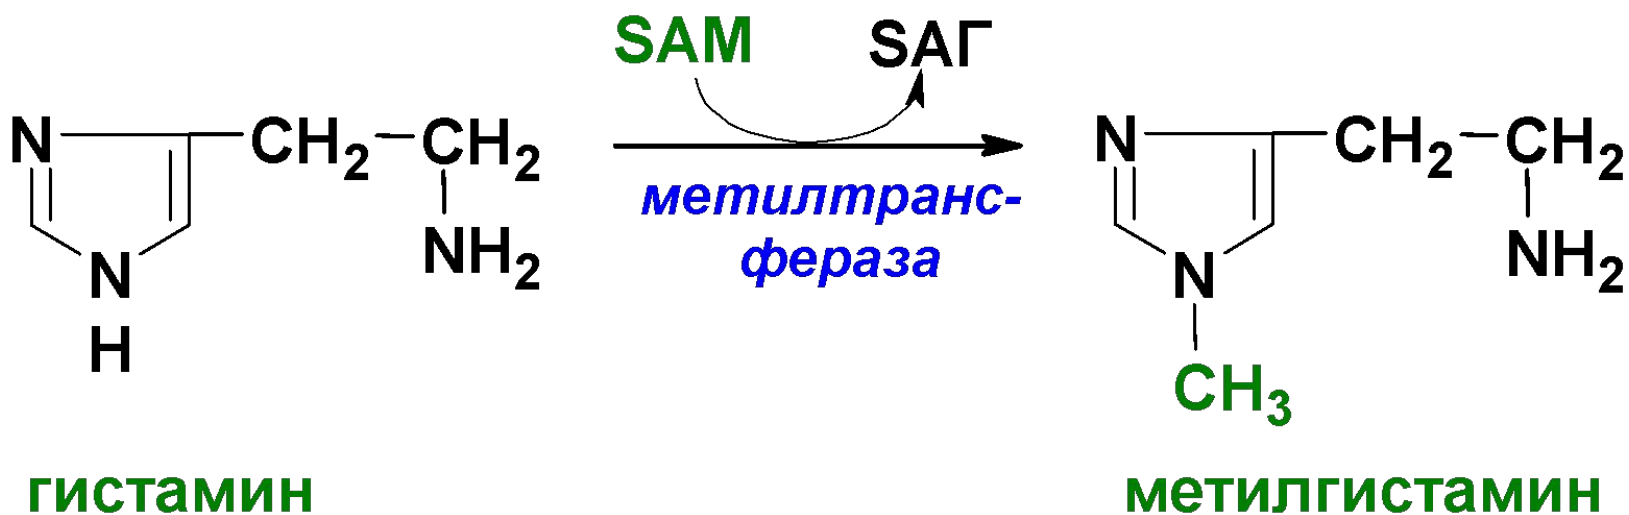 SAM SAГ
N CH₂ CH₂ N CH₂ CH₂
метилтранс-
NH₂ NH₂
фераза
N N
H
CH₃
гистамин метилгистамин